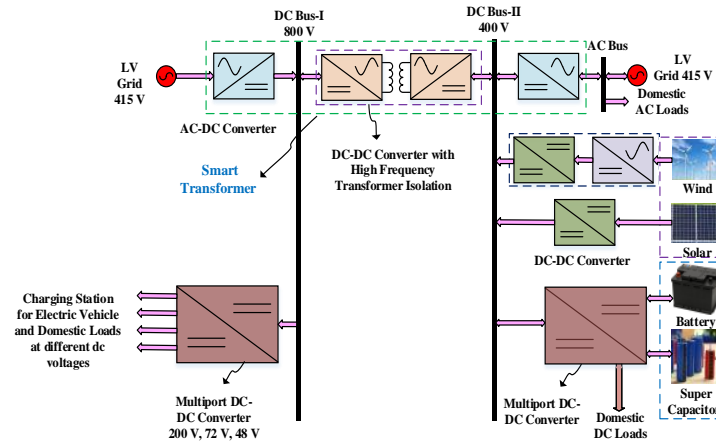 DC Bus-I
800 V
DC Bus-II
400 V
AC Bus
LV
Grid
415 V
LV
Grid 415 V
Domestic
AC Loads
AC-DC Converter
Smart
Transformer
DC-DC Converter with
High Frequency
Transformer Isolation
Wind
Solar
DC-DC Converter
Charging Station
for Electric Vehicle
and Domestic Loads
at different dc
voltages
Battery
Super
Capacitor
Multiport DC-
DC Converter
200 V, 72 V, 48 V
Multiport DC-
DC Converter
Domestic
DC Loads